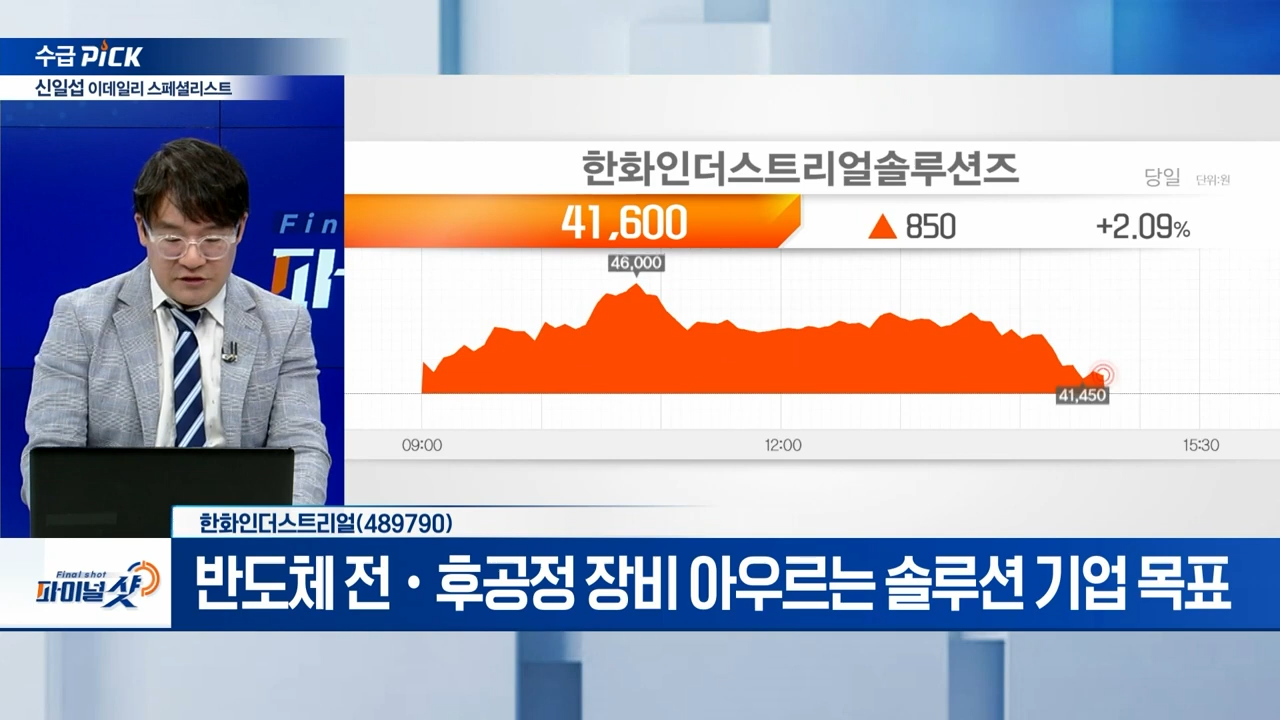 수급 PiCK
신일섭 이데일리 스페셜리스트
Fin
파
한화인더스트리얼솔루션즈
당일 단위:원
41,600 ▲ 850 +2.09%
46,000
41,450
09:00 12:00 15:30
한화인더스트리얼(489790)
Final shot
파이널샷
반도체 전·후공정 장비 아우르는 솔루션 기업 목표